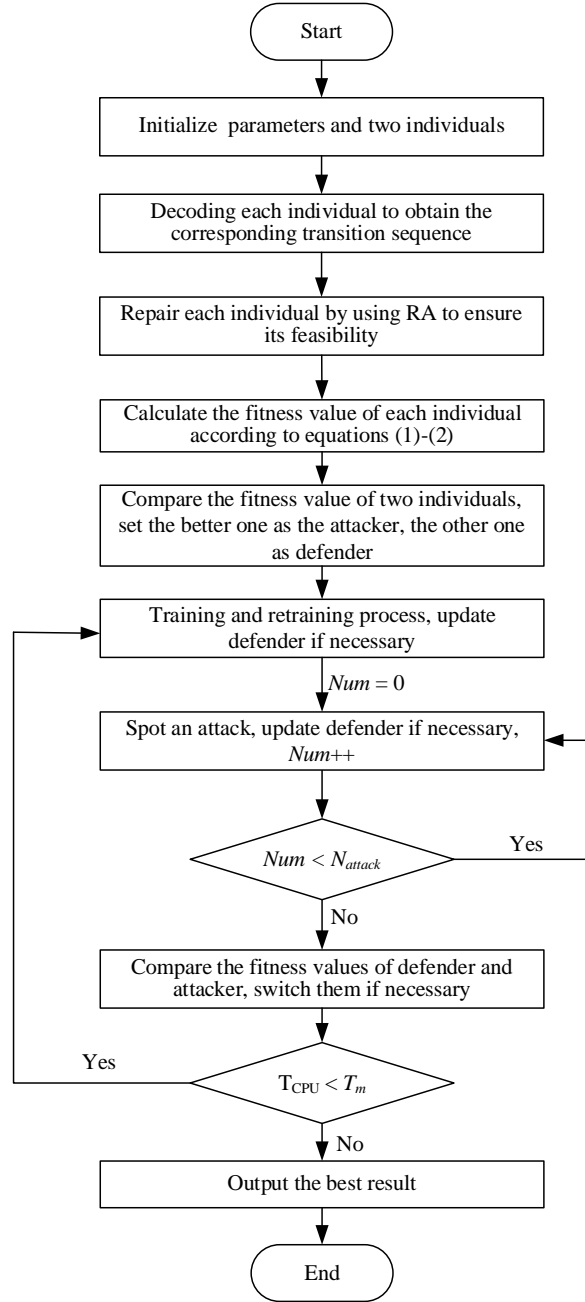 Start
Initialize parameters and two individuals
Decoding each individual to obtain the
corresponding transition sequence
Repair each individual by using RA to ensure
its feasibility
Calculate the fitness value of each individual
according to equations (1)-(2)
Compare the fitness value of two individuals,
set the better one as the attacker, the other one
as defender
Training and retraining process, update
defender if necessary
Num = 0
Spot an attack, update defender if necessary,
Num++
Num < N_attack
Yes
No
Compare the fitness values of defender and
attacker, switch them if necessary
Yes
T_CPU < T_m
No
Output the best result
End